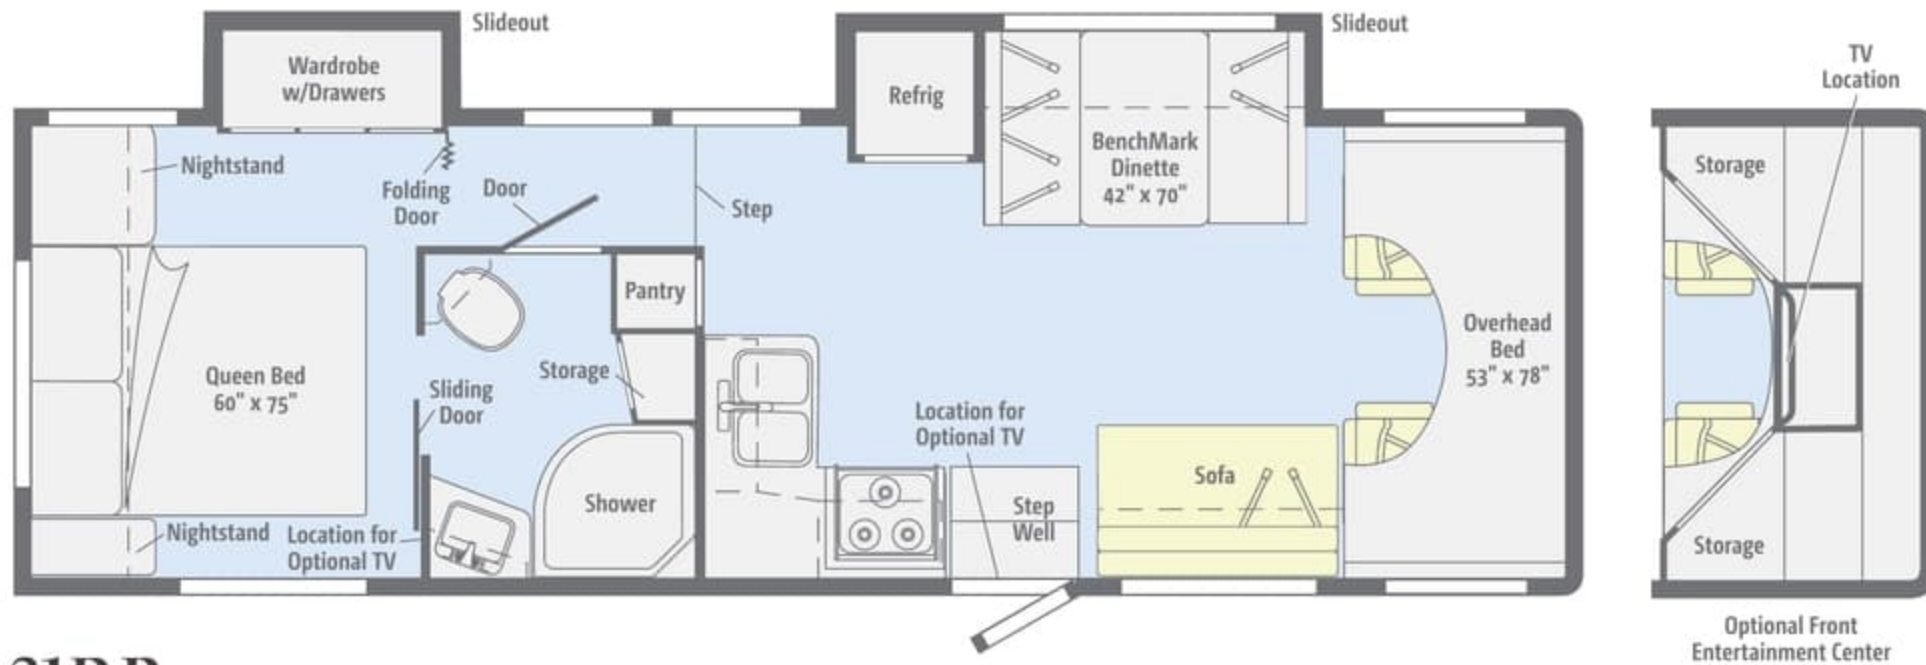 Slideout
Wardrobe
w/Drawers
Nightstand
Folding
Door
Door
Step
Queen Bed
60" x 75"
Sliding
Door
Nightstand
Location for
Optional TV
Pantry
Storage
Shower
Slideout
Refrig
BenchMark
Dinette
42" x 70"
Location for
Optional TV
Step
Well
Sofa
Overhead
Bed
53" x 78"
TV
Location
Storage
Storage
Optional Front
Entertainment Center